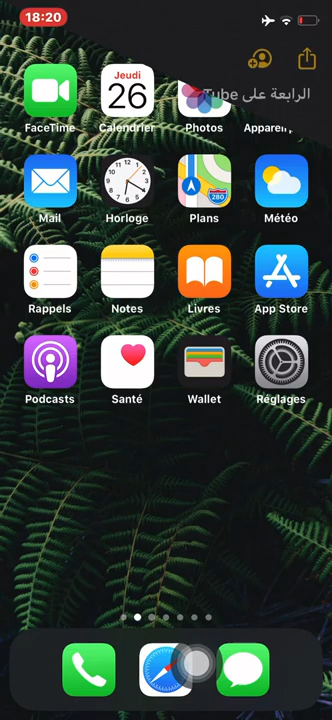 18:20
الرابعة على Tube
Jeudi
26
FaceTime
Calendrier
Photos
Appareil
Mail
Horloge
Plans
Météo
280
Rappels
Notes
Livres
App Store
Podcasts
Santé
Wallet
Réglages